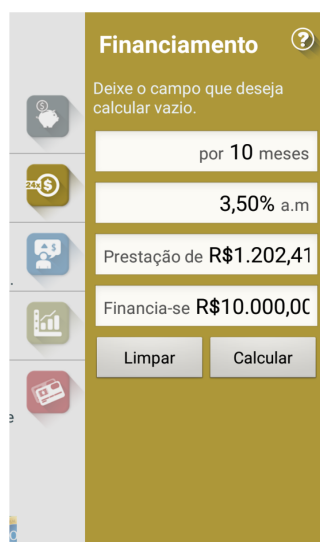 Financiamento ?
Deixe o campo que deseja
calcular vazio.
por 10 meses
24x $
3,50% a.m
Prestação de R$1.202,41
Financia-se R$10.000,00
Limpar Calcular
e